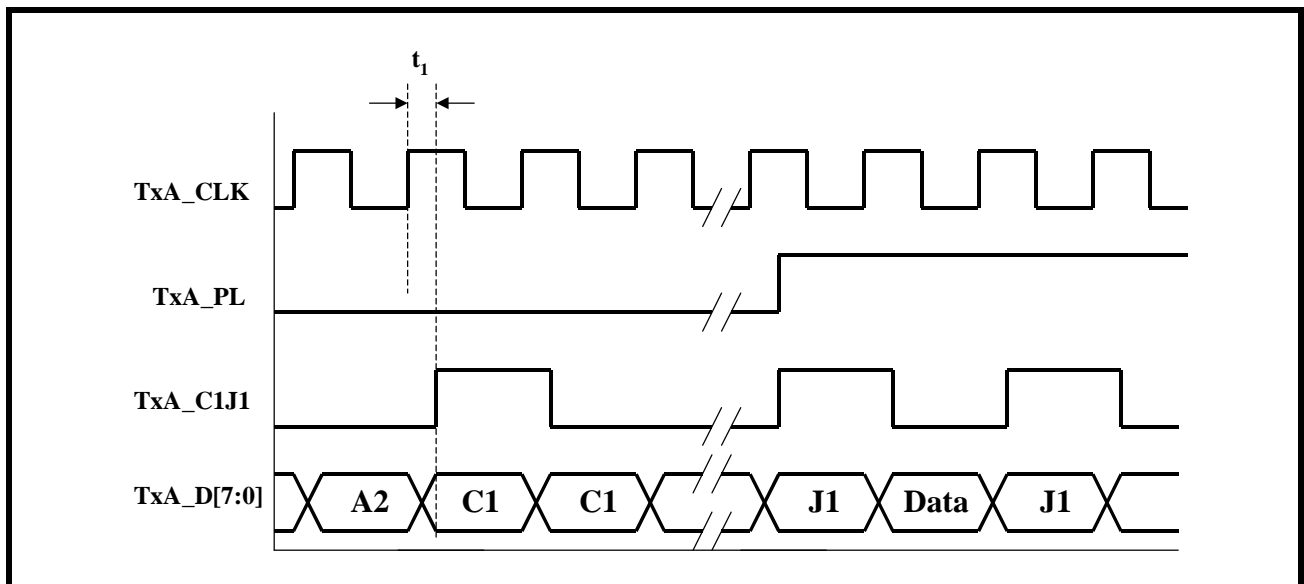 t1
TxA_CLK
TxA_PL
TxA_C1J1
TxA_D[7:0] A2 C1 C1 J1 Data J1